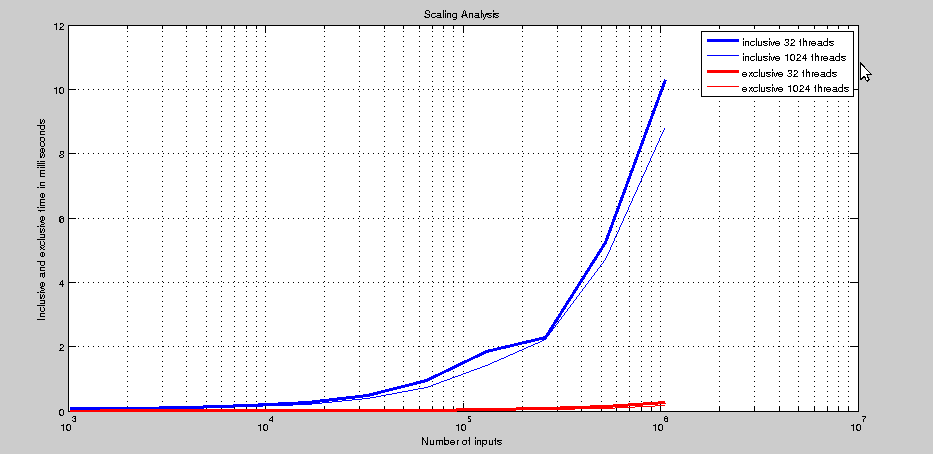 Scaling Analysis
12
10
8
6
4
2
0
Inclusive and exclusive time in milliseconds
inclusive 32 threads
inclusive 1024 threads
exclusive 32 threads
exclusive 1024 threads
10^3 10^4 10^5 10^6 10^7
Number of inputs